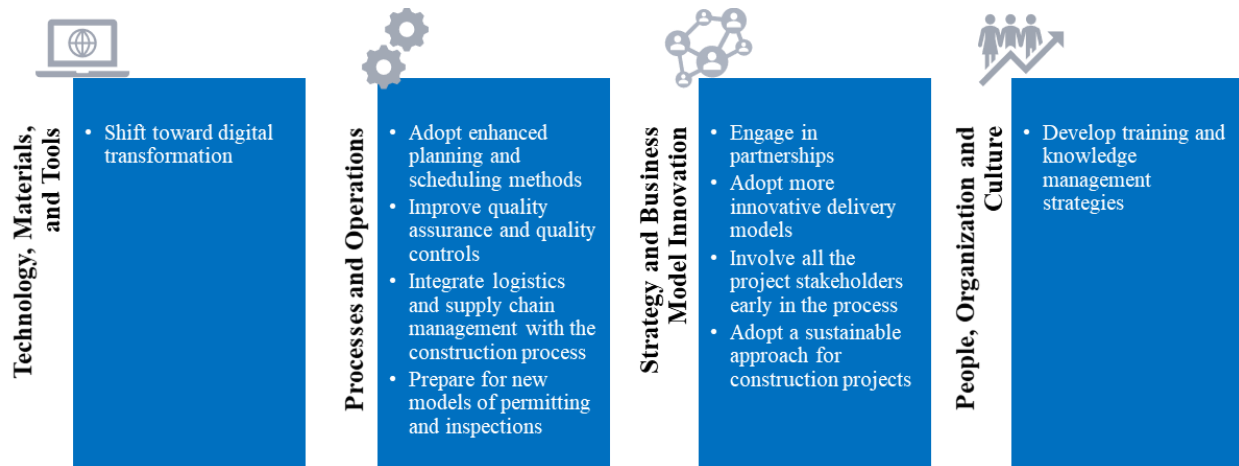 Technology, Materials,
and Tools
• Shift toward digital
transformation
Processes and Operations
• Adopt enhanced
planning and
scheduling methods
• Improve quality
assurance and quality
controls
• Integrate logistics
and supply chain
management with the
construction process
• Prepare for new
models of permitting
and inspections
Strategy and Business
Model Innovation
• Engage in
partnerships
• Adopt more
innovative delivery
models
• Involve all the
project stakeholders
early in the process
• Adopt a sustainable
approach for
construction projects
People, Organization and
Culture
• Develop training and
knowledge
management
strategies